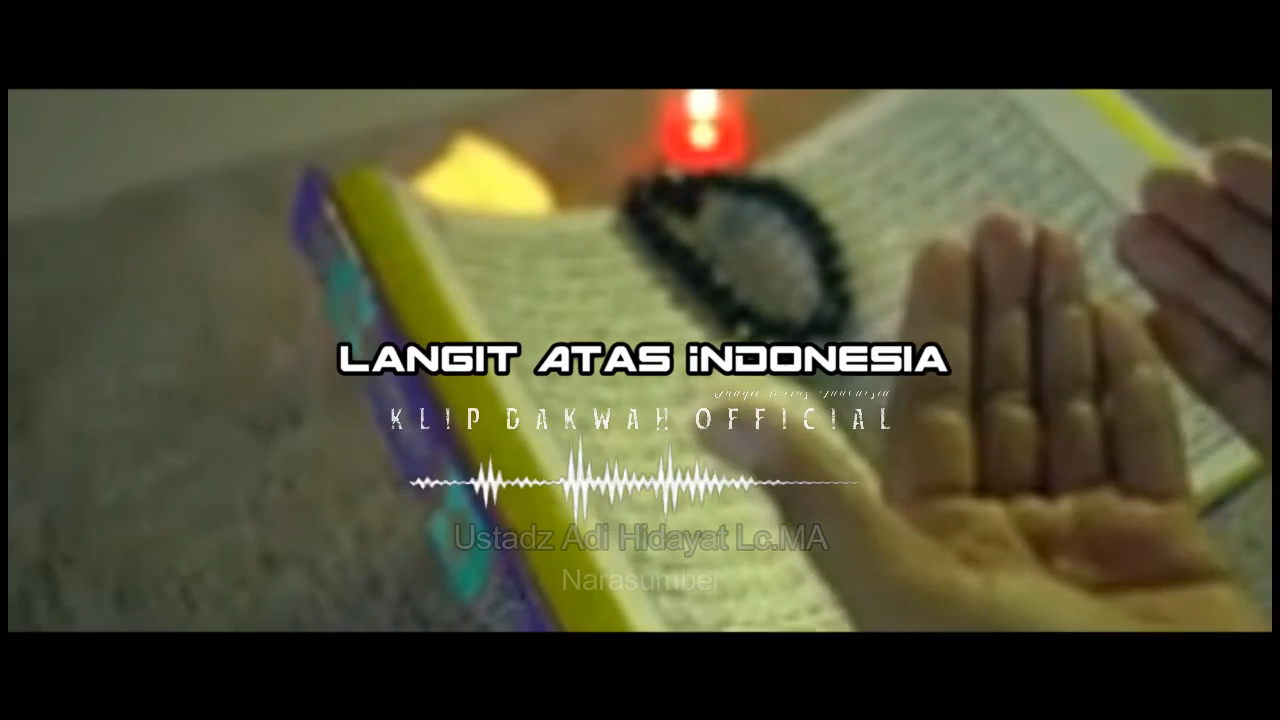 LANGIT ATAS INDONESIA
KLIP DAKWAH OFFICIAL
Ustadz Adi Hidayat Lc.MA
Narasumber